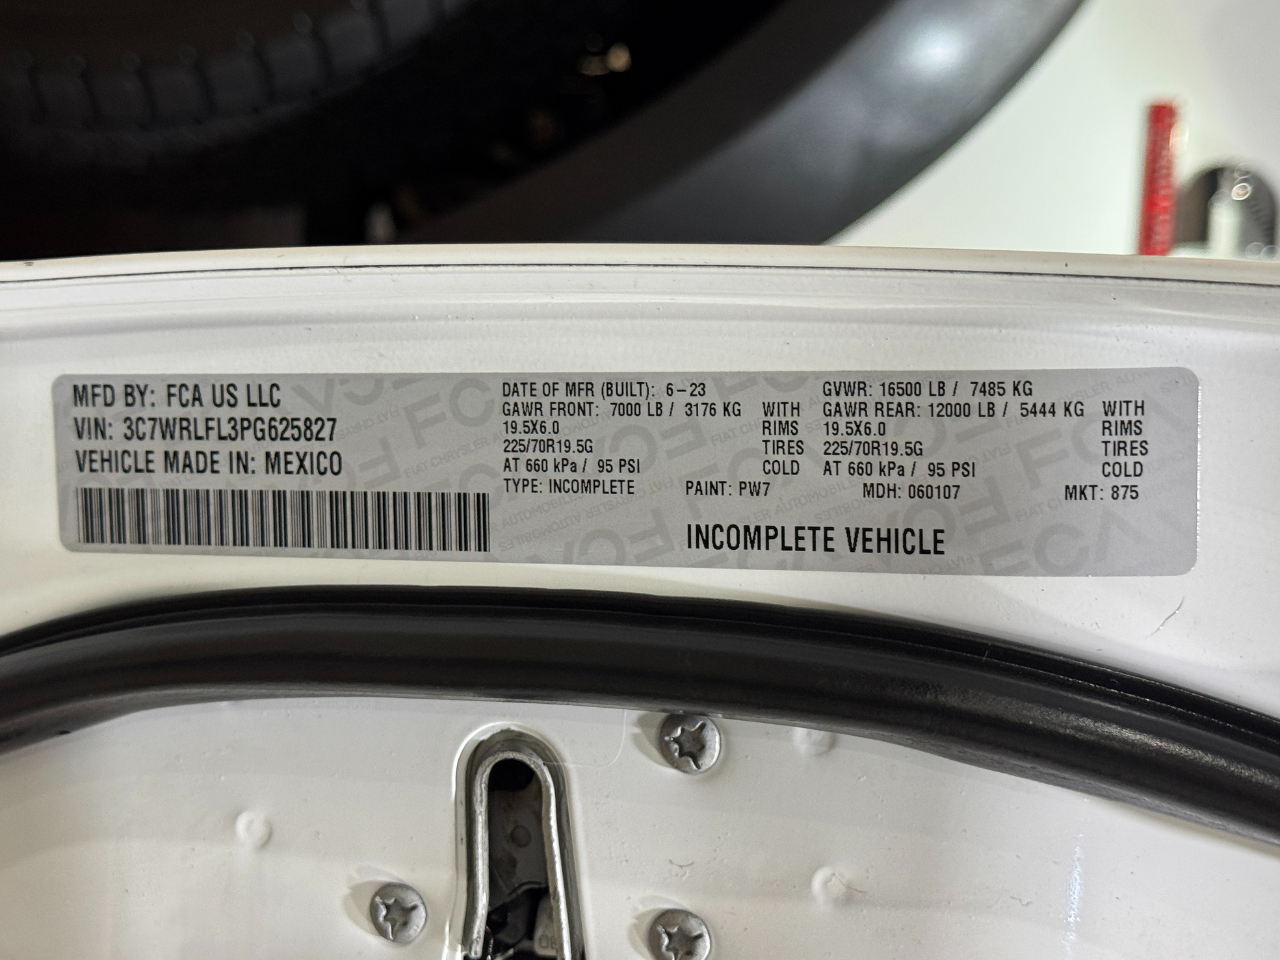 MFD BY: FCA US LLC
VIN: 3C7WRLFL3PG625827
VEHICLE MADE IN: MEXICO
DATE OF MFR (BUILT): 6-23
GAWR FRONT: 7000 LB / 3176 KG WITH
19.5X6.0 RIMS
225/70R19.5G TIRES
AT 660 kPa / 95 PSI COLD
TYPE: INCOMPLETE PAINT: PW7 MDH: 060107 MKT: 875
GVWR: 16500 LB / 7485 KG
GAWR REAR: 12000 LB / 5444 KG WITH
19.5X6.0 RIMS
225/70R19.5G TIRES
AT 660 kPa / 95 PSI COLD
INCOMPLETE VEHICLE